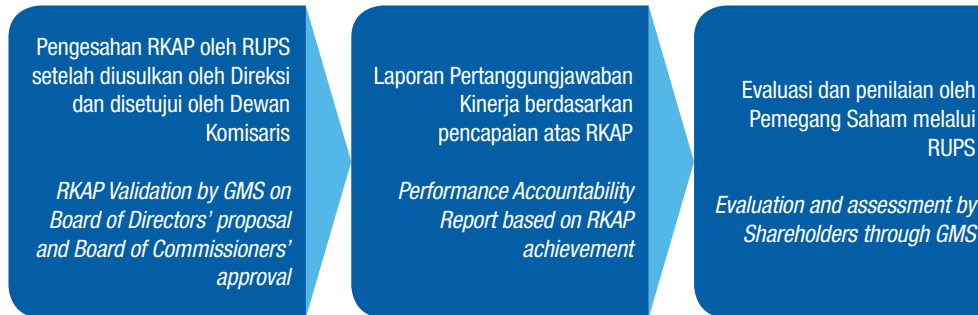 Pengesahan RKAP oleh RUPS
setelah diusulkan oleh Direksi
dan disetujui oleh Dewan
Komisaris
RKAP Validation by GMS on
Board of Directors’ proposal
and Board of Commissioners’
approval
Laporan Pertanggungjawaban
Kinerja berdasarkan
pencapaian atas RKAP
Performance Accountability
Report based on RKAP
achievement
Evaluasi dan penilaian oleh
Pemegang Saham melalui
RUPS
Evaluation and assessment by
Shareholders through GMS